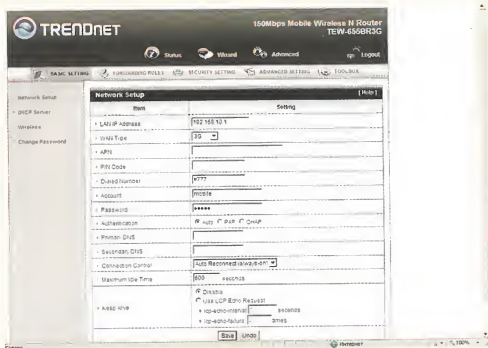 TRENDNET
150Mbps Mobile Wireless N Router
TEW-655BR3G
Status Wizard Advanced Logout
BASIC SETTING FORWARDING RULES SECURITY SETTING ADVANCED SETTING TOOLBOX
Network Setup
DHCP Server
Wireless
Change Password
Network Setup [Help]
Item Setting
LAN IP Address 192.168.10.1
WAN Type 3G
APN
PIN Code
Dialed Number #777
Account mobile
Password •••••
Authentication Auto PAP CHAP
Primary DNS
Secondary DNS
Connection Control Auto Reconnect (always-on)
Maximum Idle Time 600 seconds
Keep Alive
Disable
Use LCP Echo Request
lcp-echo-interval seconds
lcp-echo-failure times
Save Undo
Internet 100%